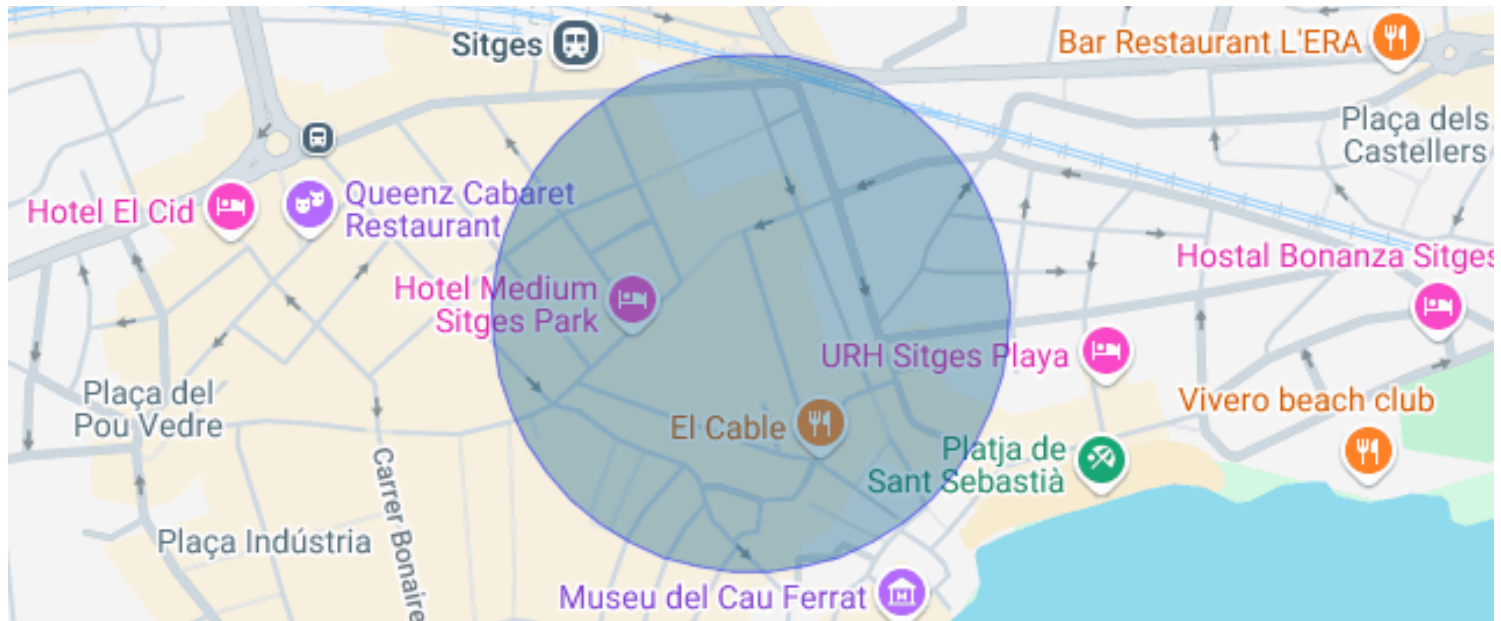 Sitges
Bar Restaurant L'ERA
Plaça dels
Castellers
Queenz Cabaret
Restaurant
Hotel El Cid
Hostal Bonanza Sitges
Hotel Medium
Sitges Park
URH Sitges Playa
Plaça del
Pou Vedre
Vivero beach club
El Cable
Platja de
Sant Sebastià
Carrer Bonaire
Plaça Indústria
Museu del Cau Ferrat